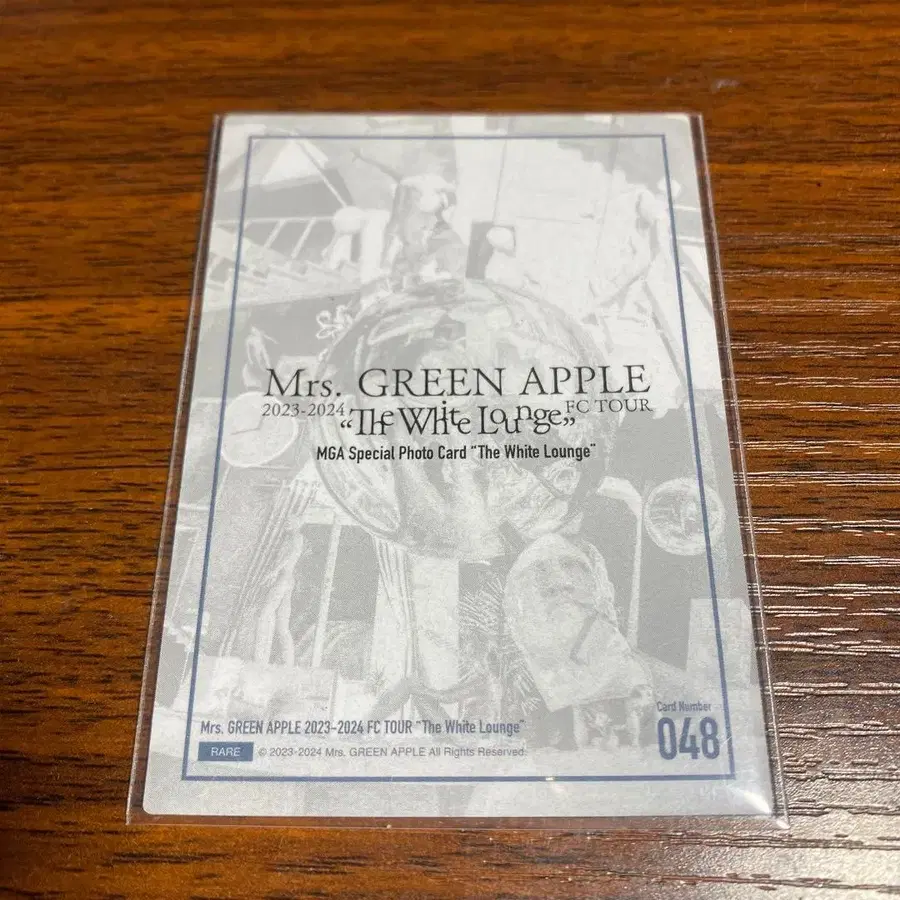 Mrs. GREEN APPLE
2023-2024 “The White Lounge” FC TOUR
MGA Special Photo Card "The White Lounge"
Mrs. GREEN APPLE 2023-2024 FC TOUR "The White Lounge"
Card Number
048
RARE © 2023-2024 Mrs. GREEN APPLE All Rights Reserved.